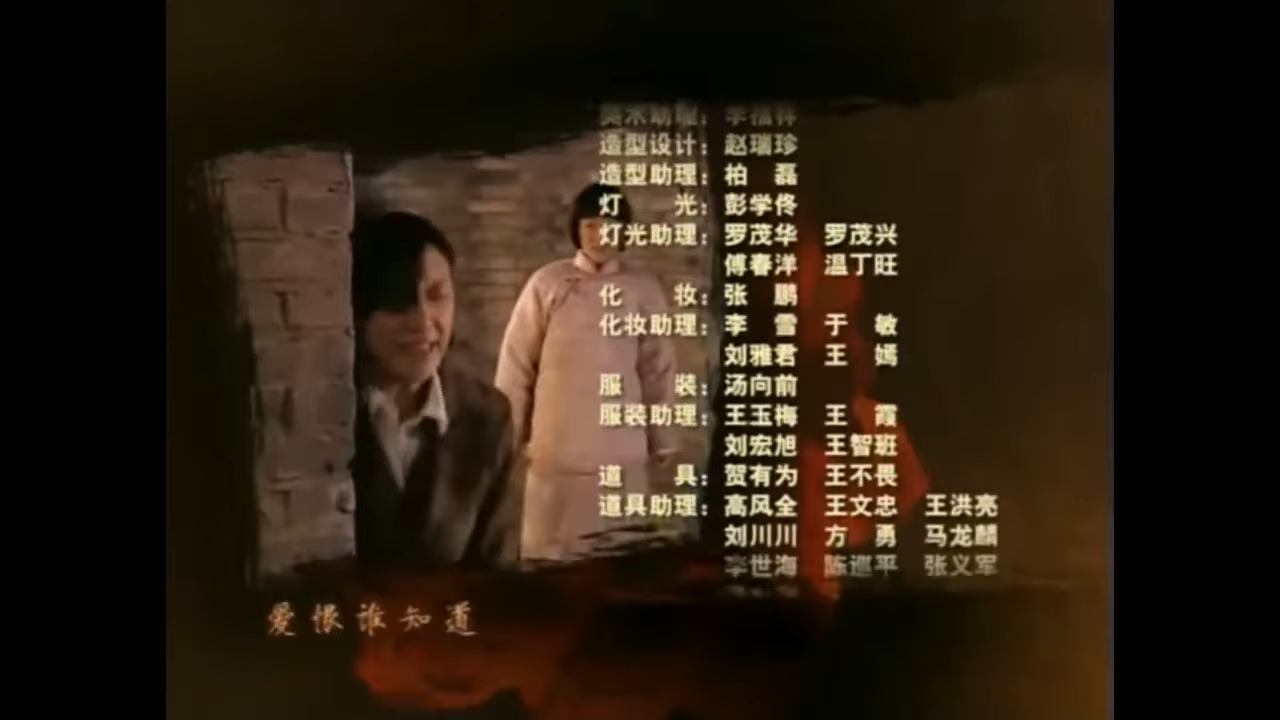 造型设计：赵瑞珍
造型助理：柏　磊
灯　　光：彭学佟
灯光助理：罗茂华　罗茂兴
傅春洋　温丁旺
化　　妆：张　鹏
化妆助理：李　雪　于　敏
刘雅君　王　嫣
服　　装：汤向前
服装助理：王玉梅　王　霞
刘宏旭　王智班
道　　具：贺有为　王不畏
道具助理：高风全　王文忠　王洪亮
刘川川　方　勇　马龙麟
李世海　陈巡平　张义军
爱恨谁知道